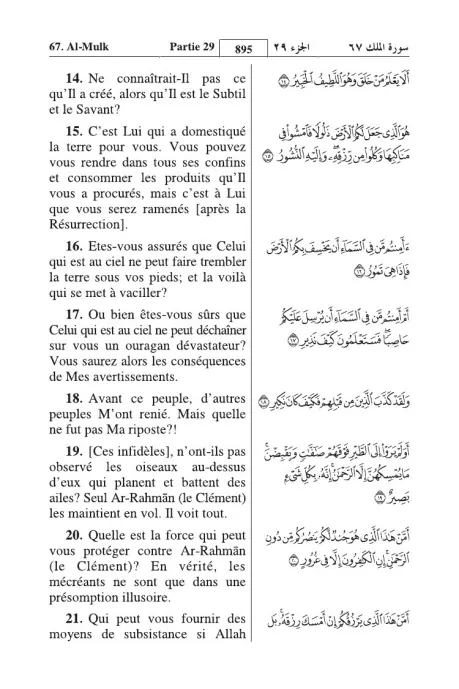 67. Al-Mulk Partie 29 895 الجزء ٢٩ سورة الملك ٦٧
14. Ne connaîtrait-Il pas ce
qu’Il a créé, alors qu’Il est le Subtil
et le Savant?
15. C’est Lui qui a domestiqué
la terre pour vous. Vous pouvez
vous rendre dans tous ses confins
et consommer les produits qu’Il
vous a procurés, mais c’est à Lui
que vous serez ramenés [après la
Résurrection].
16. Etes-vous assurés que Celui
qui est au ciel ne peut faire trembler
la terre sous vos pieds; et la voilà
qui se met à vaciller?
17. Ou bien êtes-vous sûrs que
Celui qui est au ciel ne peut déchaîner
sur vous un ouragan dévastateur?
Vous saurez alors les conséquences
de Mes avertissements.
18. Avant ce peuple, d’autres
peuples M’ont renié. Mais quelle
ne fut pas Ma riposte?!
19. [Ces infidèles], n’ont-ils pas
observé les oiseaux au-dessus
d’eux qui planent et battent des
ailes? Seul Ar-Rahmān (le Clément)
les maintient en vol. Il voit tout.
20. Quelle est la force qui peut
vous protéger contre Ar-Rahmān
(le Clément)? En vérité, les
mécréants ne sont que dans une
présomption illusoire.
21. Qui peut vous fournir des
moyens de subsistance si Allah
أَلَا يَعْلَمُ مَنْ خَلَقَ وَهُوَ اللَّطِيفُ الْخَبِيرُ ١٤
هُوَ الَّذِي جَعَلَ لَكُمُ الْأَرْضَ ذَلُولًا فَامْشُوا فِي
مَنَاكِبِهَا وَكُلُوا مِن رِّزْقِهِ ۖ وَإِلَيْهِ النُّشُورُ ١٥
ءَأَمِنتُم مَّن فِي السَّمَاءِ أَن يَخْسِفَ بِكُمُ الْأَرْضَ
فَإِذَا هِيَ تَمُورُ ١٦
أَمْ أَمِنتُم مَّن فِي السَّمَاءِ أَن يُرْسِلَ عَلَيْكُمْ
حَاصِبًا ۖ فَسَتَعْلَمُونَ كَيْفَ نَذِيرِ ١٧
وَلَقَدْ كَذَّبَ الَّذِينَ مِن قَبْلِهِمْ فَكَيْفَ كَانَ نَكِيرِ ١٨
أَوَلَمْ يَرَوْا إِلَى الطَّيْرِ فَوْقَهُمْ صَافَّاتٍ وَيَقْبِضْنَ ۚ
مَا يُمْسِكُهُنَّ إِلَّا الرَّحْمَٰنُ ۚ إِنَّهُ بِكُلِّ شَيْءٍ
بَصِيرٌ ١٩
أَمَّنْ هَٰذَا الَّذِي هُوَ جُندٌ لَّكُمْ يَنصُرُكُم مِّن دُونِ
الرَّحْمَٰنِ ۚ إِنِ الْكَافِرُونَ إِلَّا فِي غُرُورٍ ٢٠
أَمَّنْ هَٰذَا الَّذِي يَرْزُقُكُمْ إِنْ أَمْسَكَ رِزْقَهُ ۚ بَل